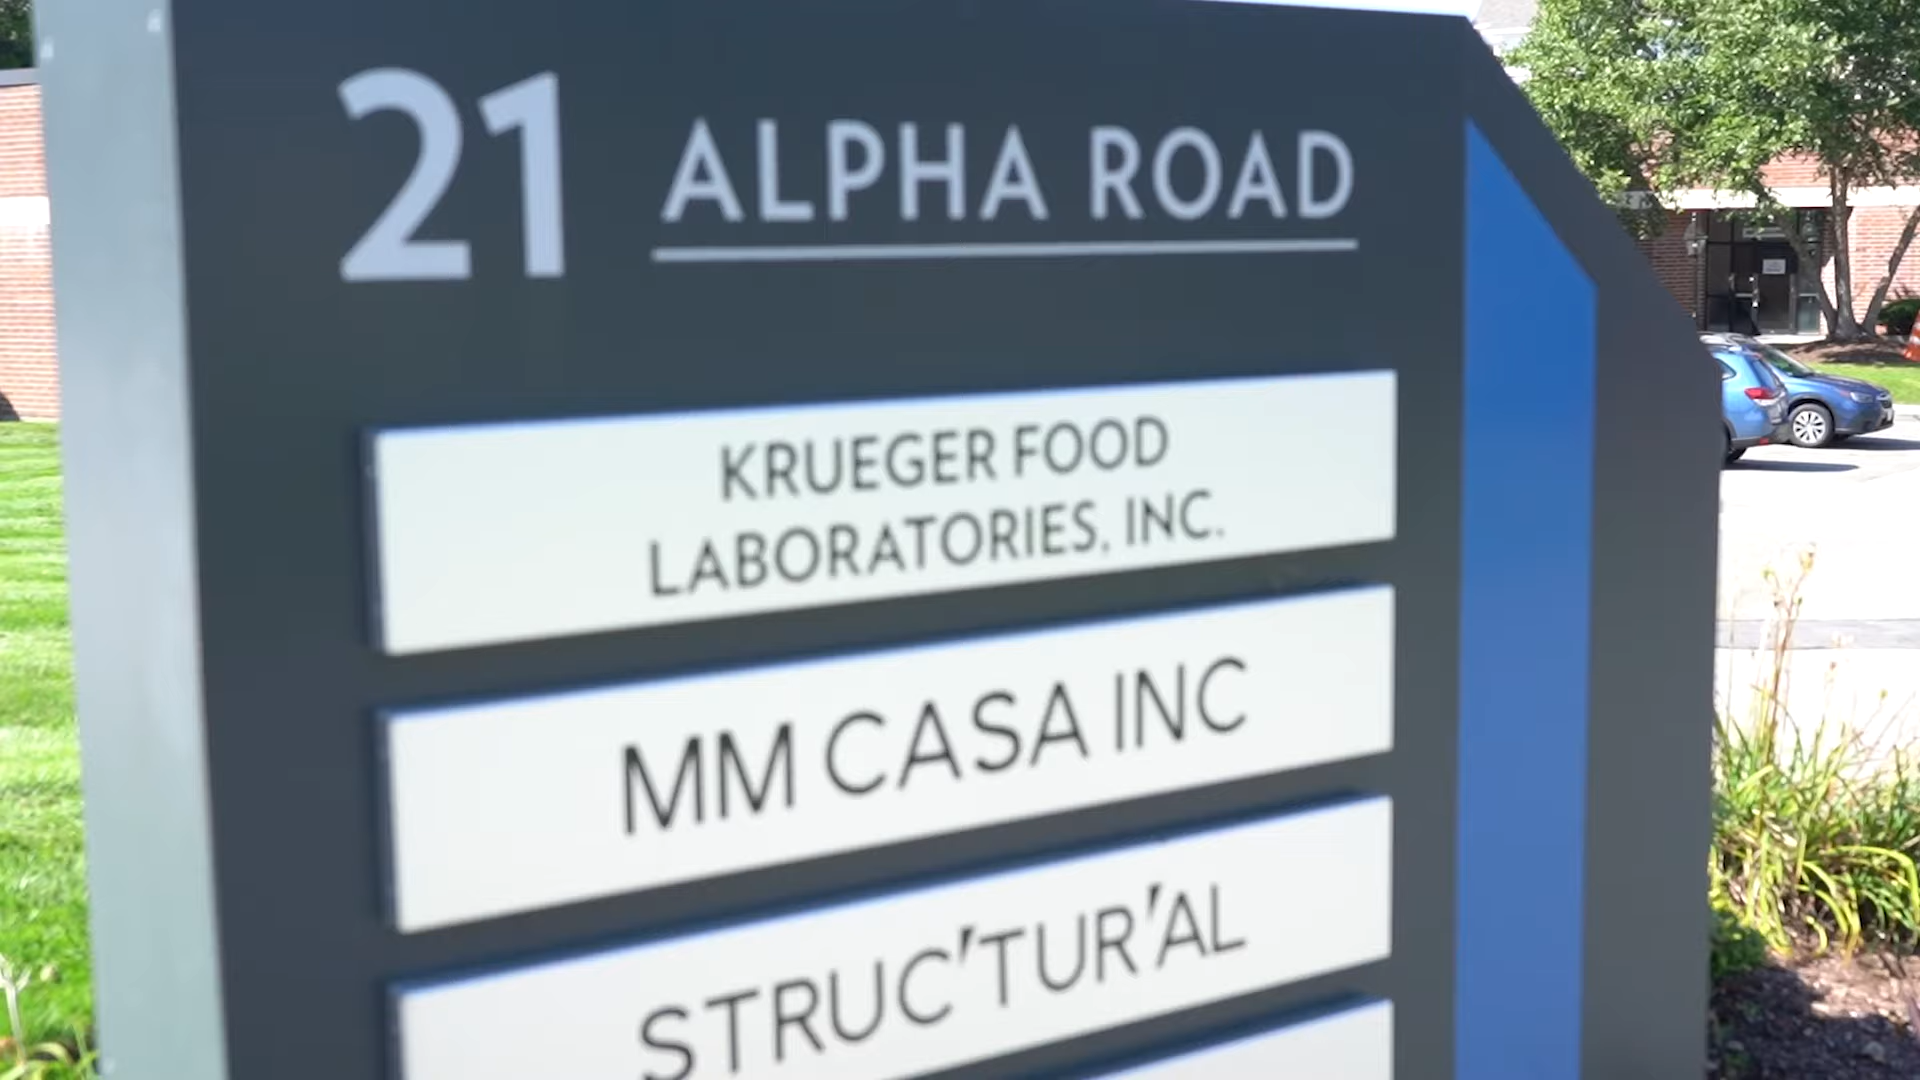 21 ALPHA ROAD
KRUEGER FOOD
LABORATORIES, INC.
MM CASA INC
STRUC'TUR'AL